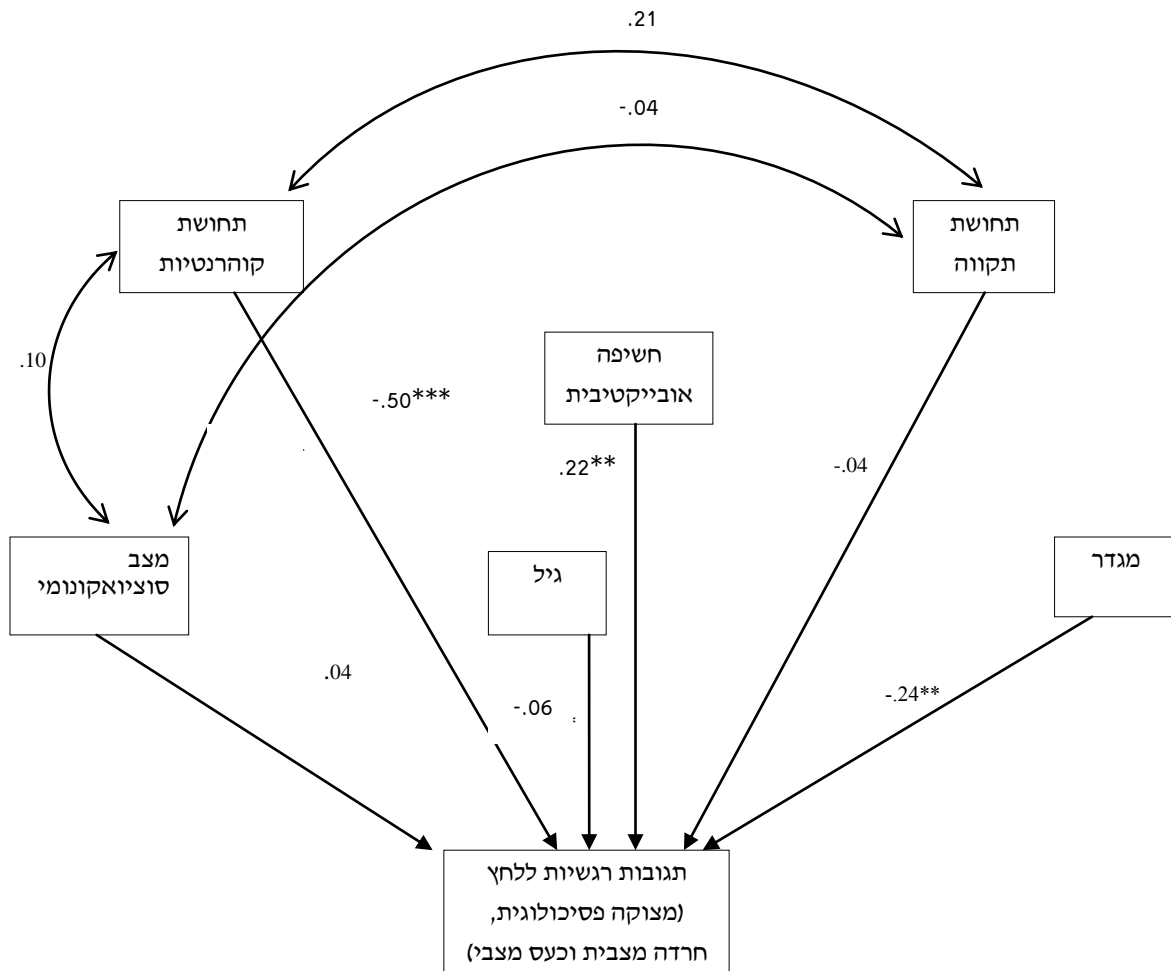 .21
-.04
תחושת
קוהרנטיות
תחושת
תקווה
חשיפה
אובייקטיבית
.10
-.50***
.22**
-.04
מצב
סוציואקונומי
גיל
מגדר
.04
-.06
-.24**
תגובות רגשיות ללחץ
(מצוקה פסיכולוגית,
חרדה מצבית וכעס מצבי)